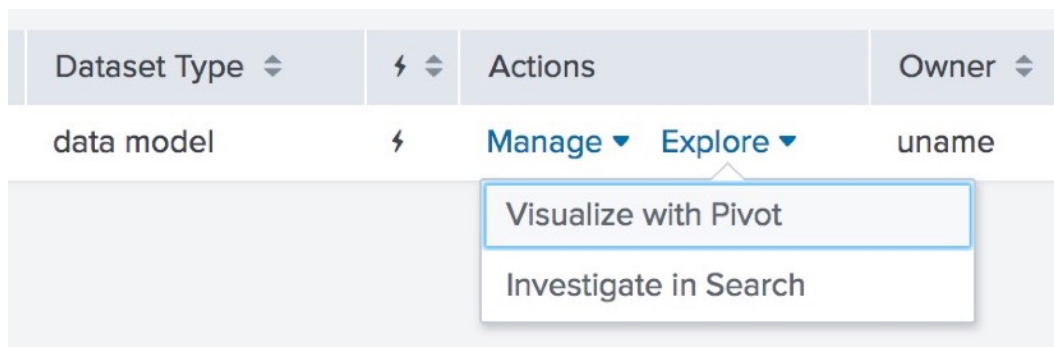 Dataset Type Actions Owner
data model Manage Explore uname
Visualize with Pivot
Investigate in Search